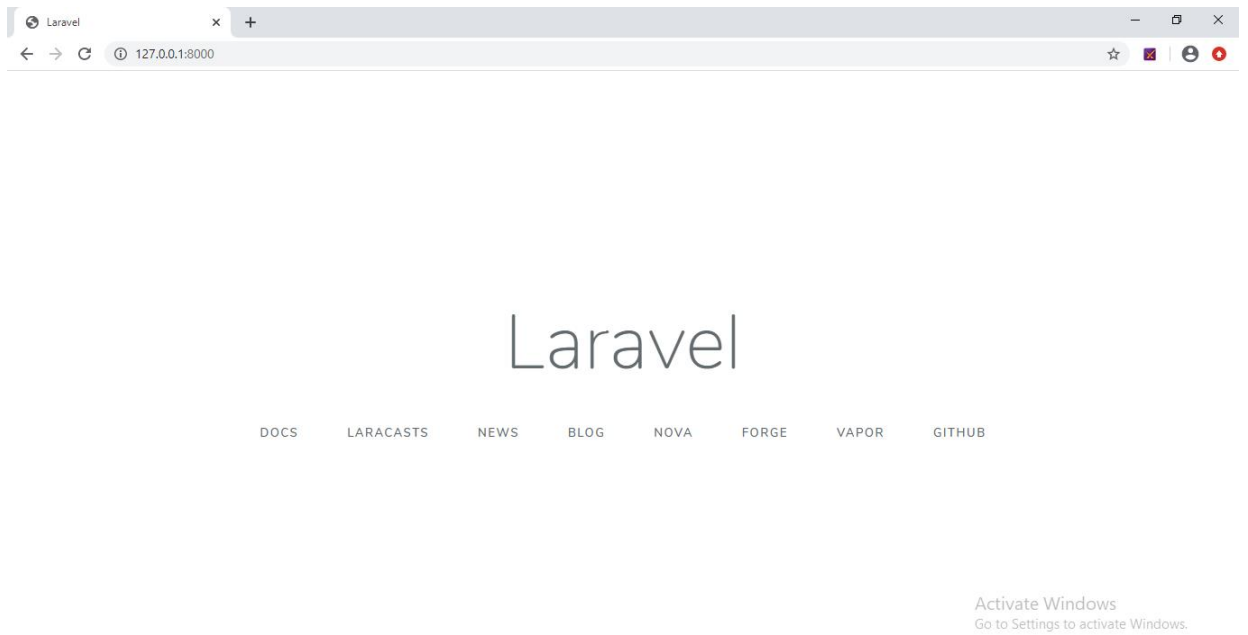 Laravel
127.0.0.1:8000
Laravel
DOCS LARACASTS NEWS BLOG NOVA FORGE VAPOR GITHUB
Activate Windows
Go to Settings to activate Windows.